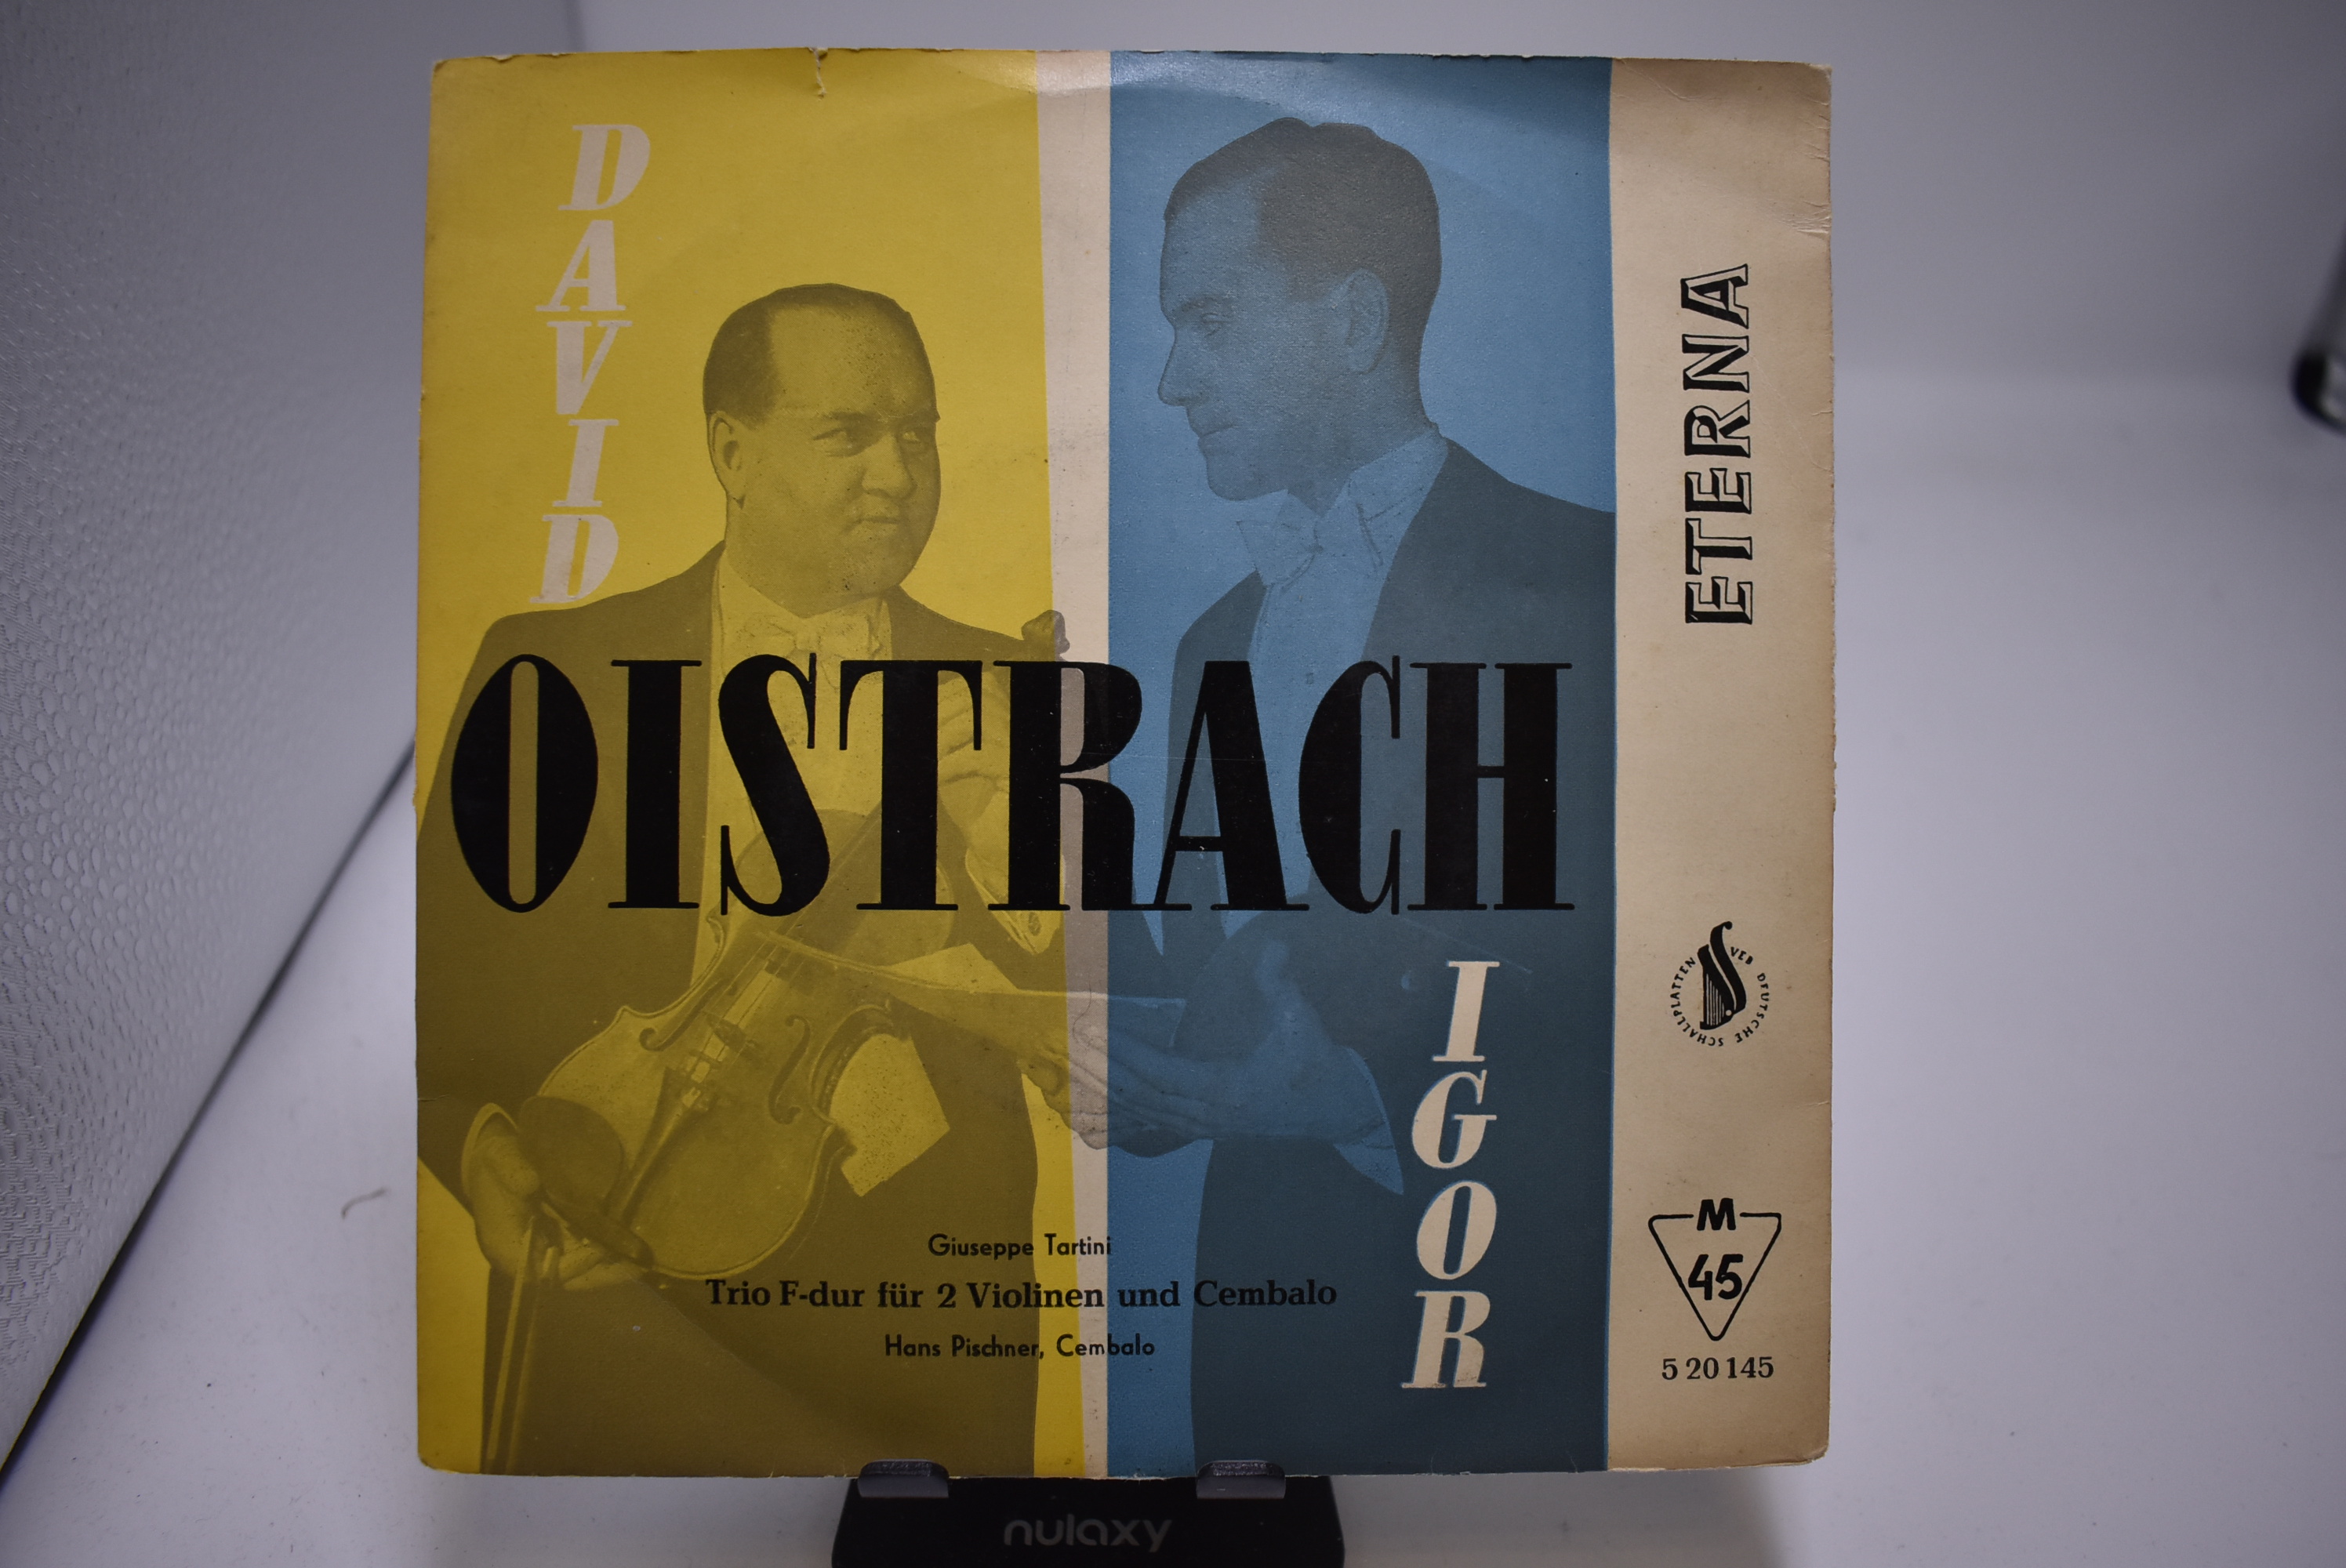 DAVID
OISTRACH
IGOR
Giuseppe Tartini
Trio F-dur für 2 Violinen und Cembalo
Hans Pischner, Cembalo
ETERNA
VEB DEUTSCHE SCHALLPLATTEN
M
45
5 20 145
nulaxy